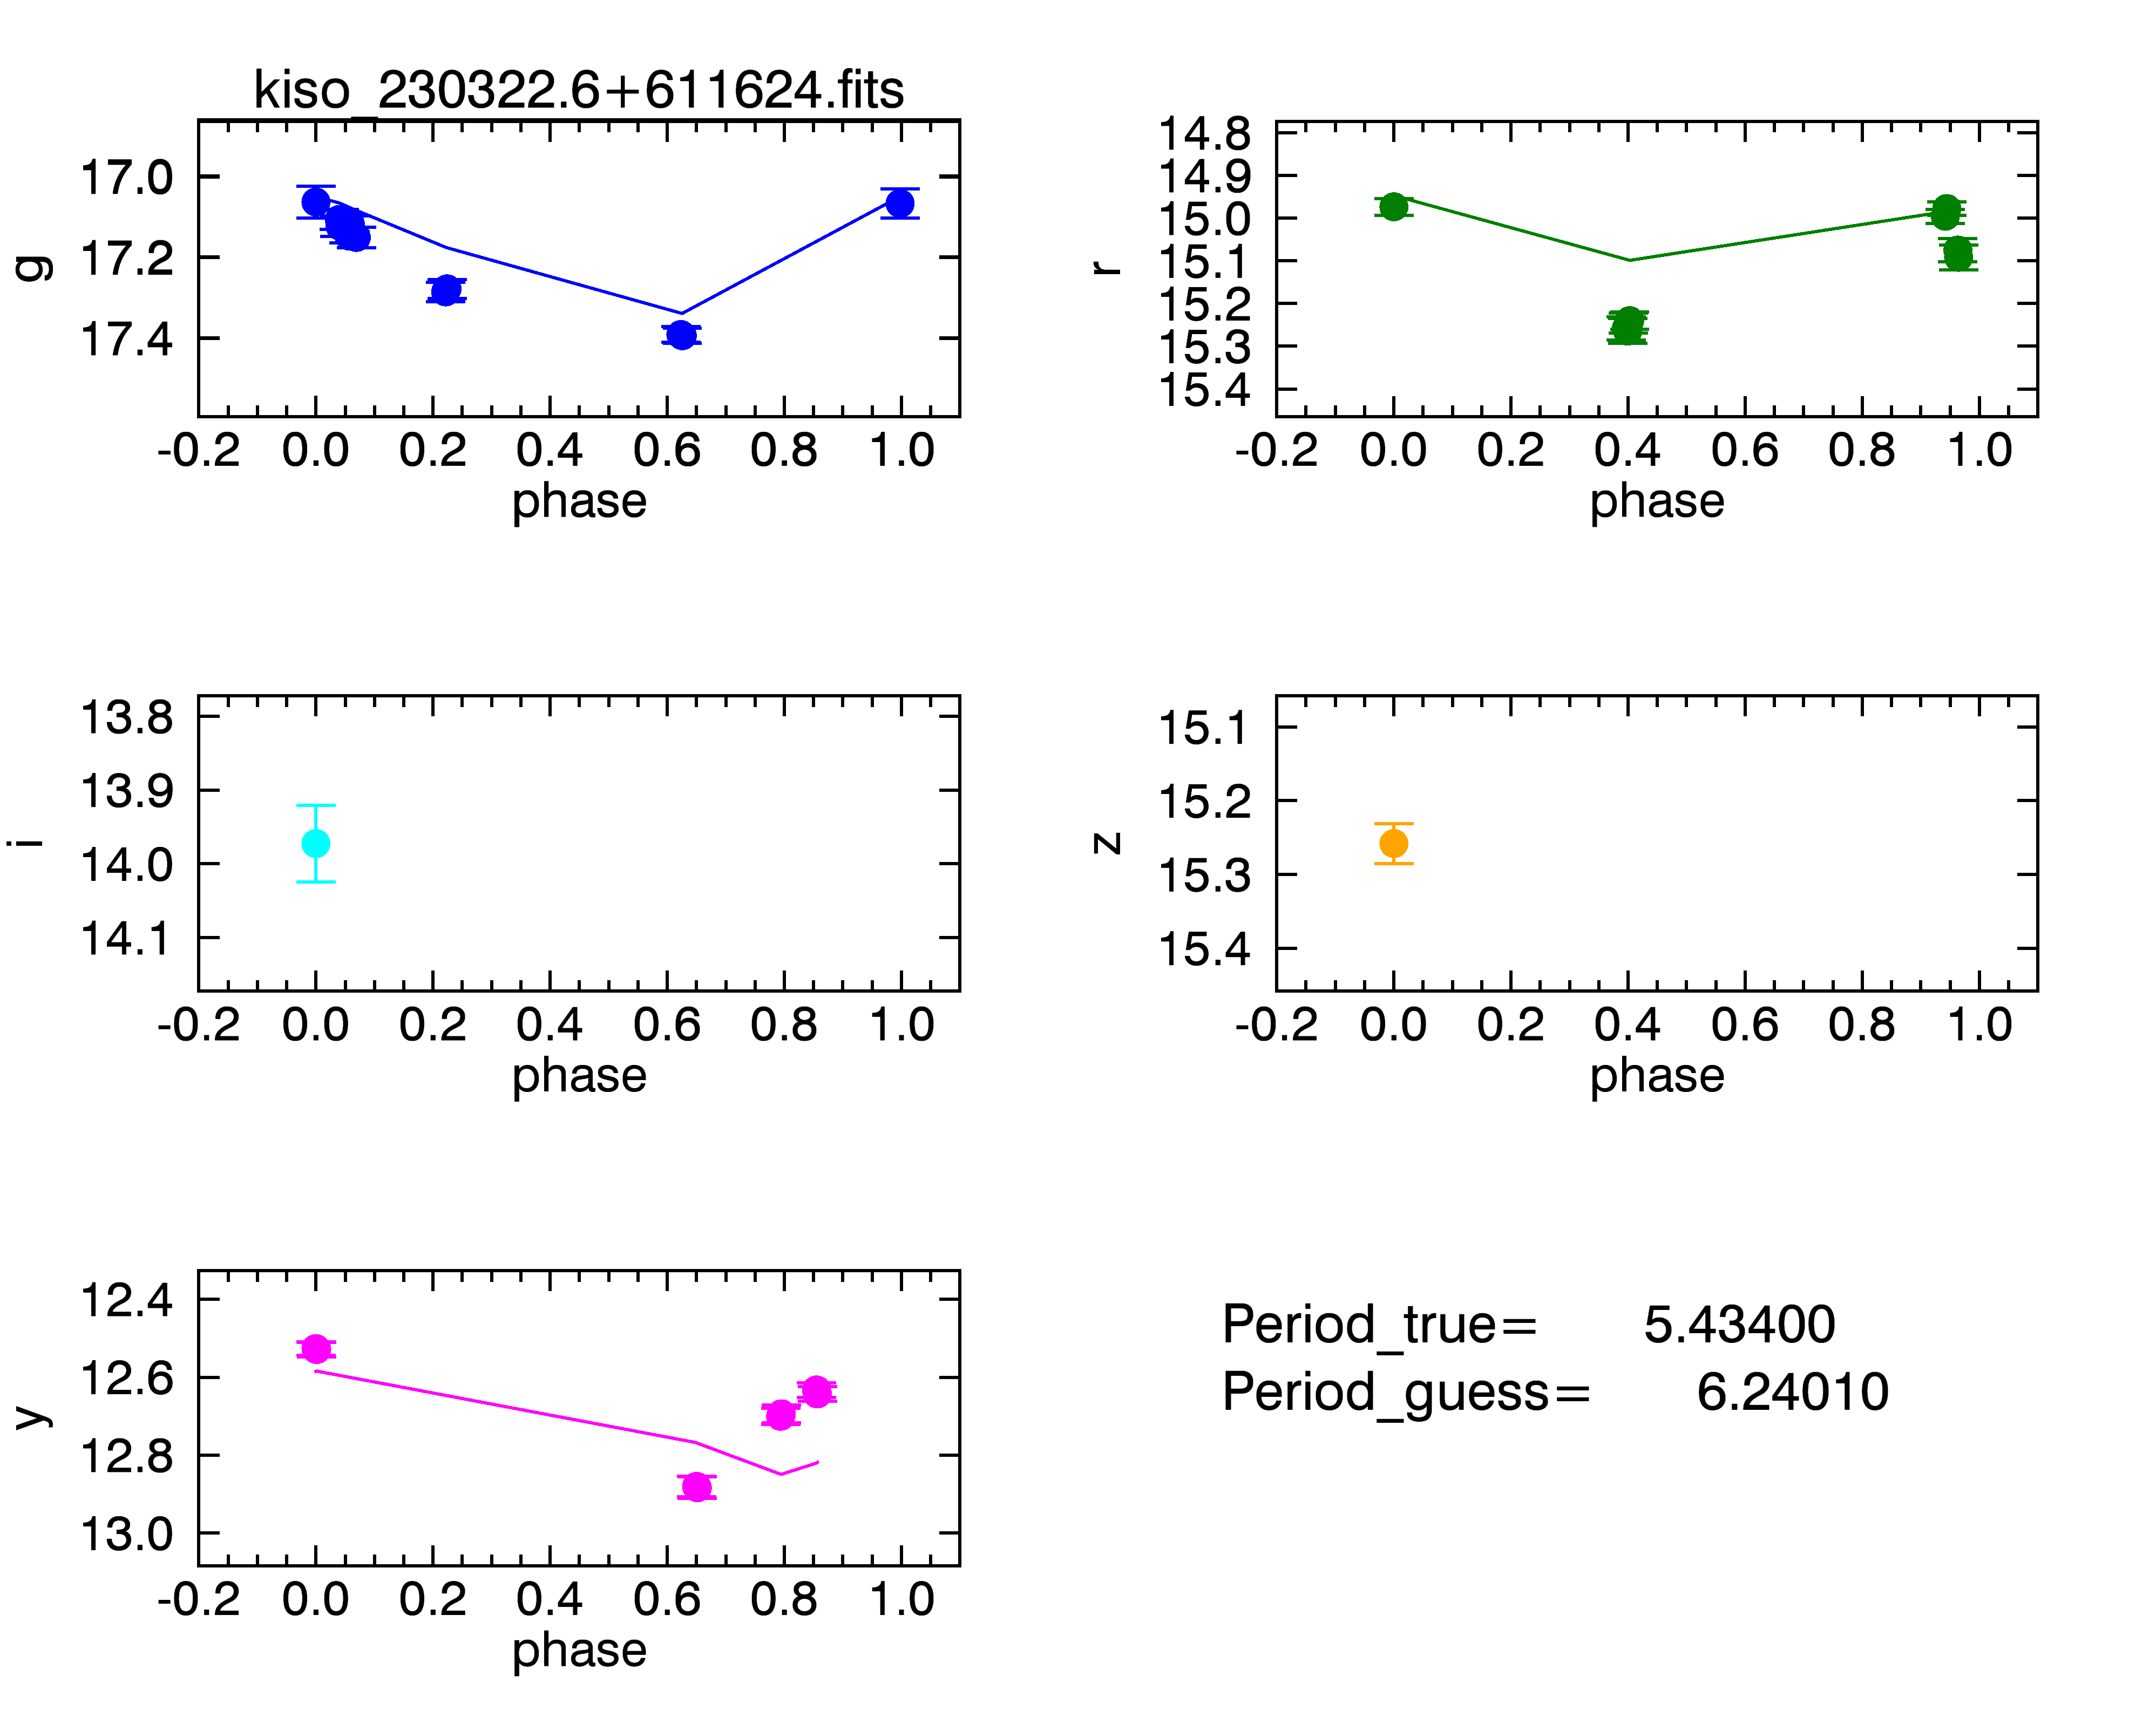 kiso_230322.6+611624.fits
17.0
17.2
17.4
g
-0.2 0.0 0.2 0.4 0.6 0.8 1.0
phase
14.8
14.9
15.0
15.1
15.2
15.3
15.4
r
-0.2 0.0 0.2 0.4 0.6 0.8 1.0
phase
13.8
13.9
14.0
14.1
i
-0.2 0.0 0.2 0.4 0.6 0.8 1.0
phase
15.1
15.2
15.3
15.4
z
-0.2 0.0 0.2 0.4 0.6 0.8 1.0
phase
12.4
12.6
12.8
13.0
y
-0.2 0.0 0.2 0.4 0.6 0.8 1.0
phase
Period_true= 5.43400
Period_guess= 6.24010